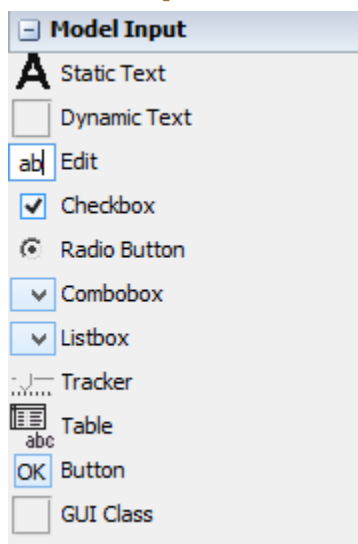 Model Input
A Static Text
Dynamic Text
ab Edit
Checkbox
Radio Button
Combobox
Listbox
Tracker
Table
abc
OK Button
GUI Class